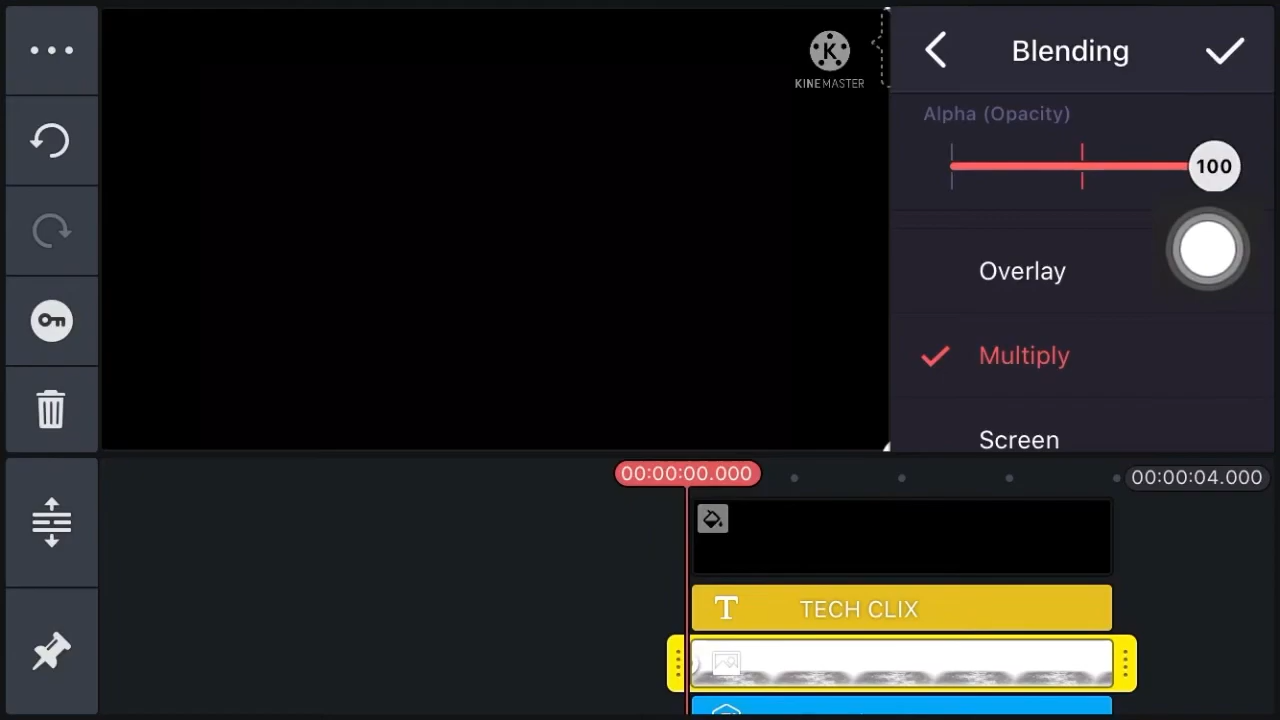 KINEMASTER
Blending
Alpha (Opacity)
100
Overlay
Multiply
Screen
00:00:00.000
00:00:04.000
TECH CLIX